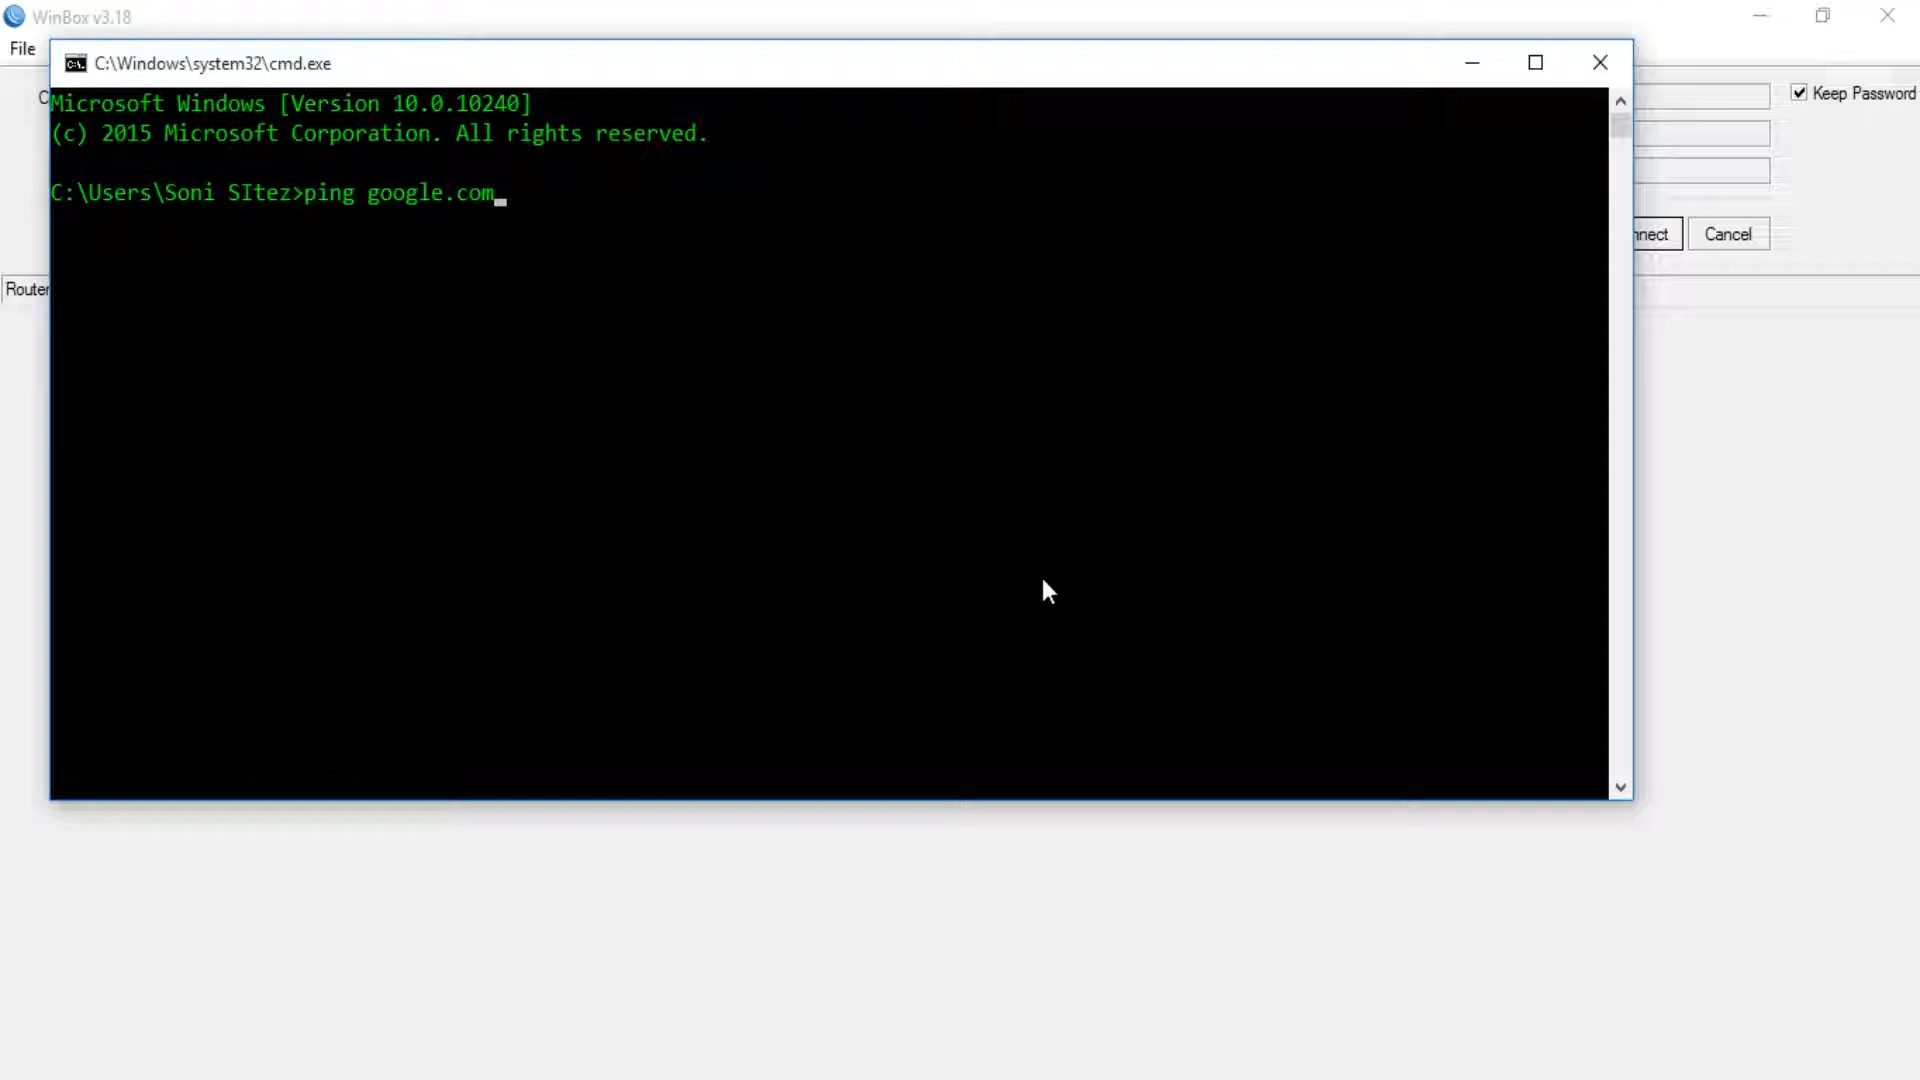 WinBox v3.18
File
C:\Windows\system32\cmd.exe
Microsoft Windows [Version 10.0.10240]
(c) 2015 Microsoft Corporation. All rights reserved.
C:\Users\Soni SItez>ping google.com
Keep Password
nnect
Cancel
Router